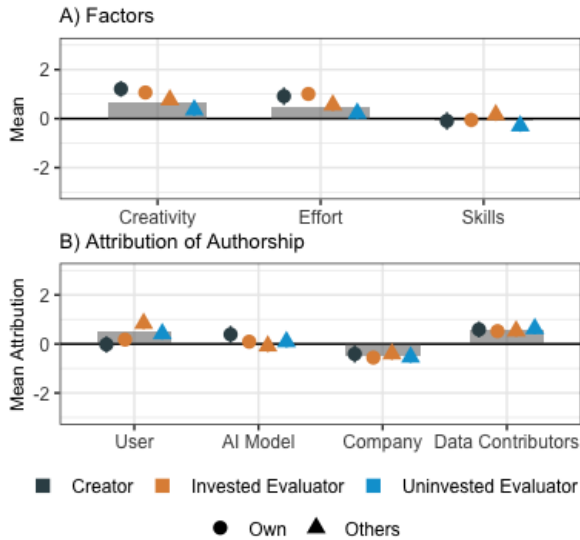 A) Factors
Mean
2
0
-2
Creativity Effort Skills
B) Attribution of Authorship
Mean Attribution
2
0
-2
User AI Model Company Data Contributors
Creator Invested Evaluator Uninvested Evaluator
Own Others